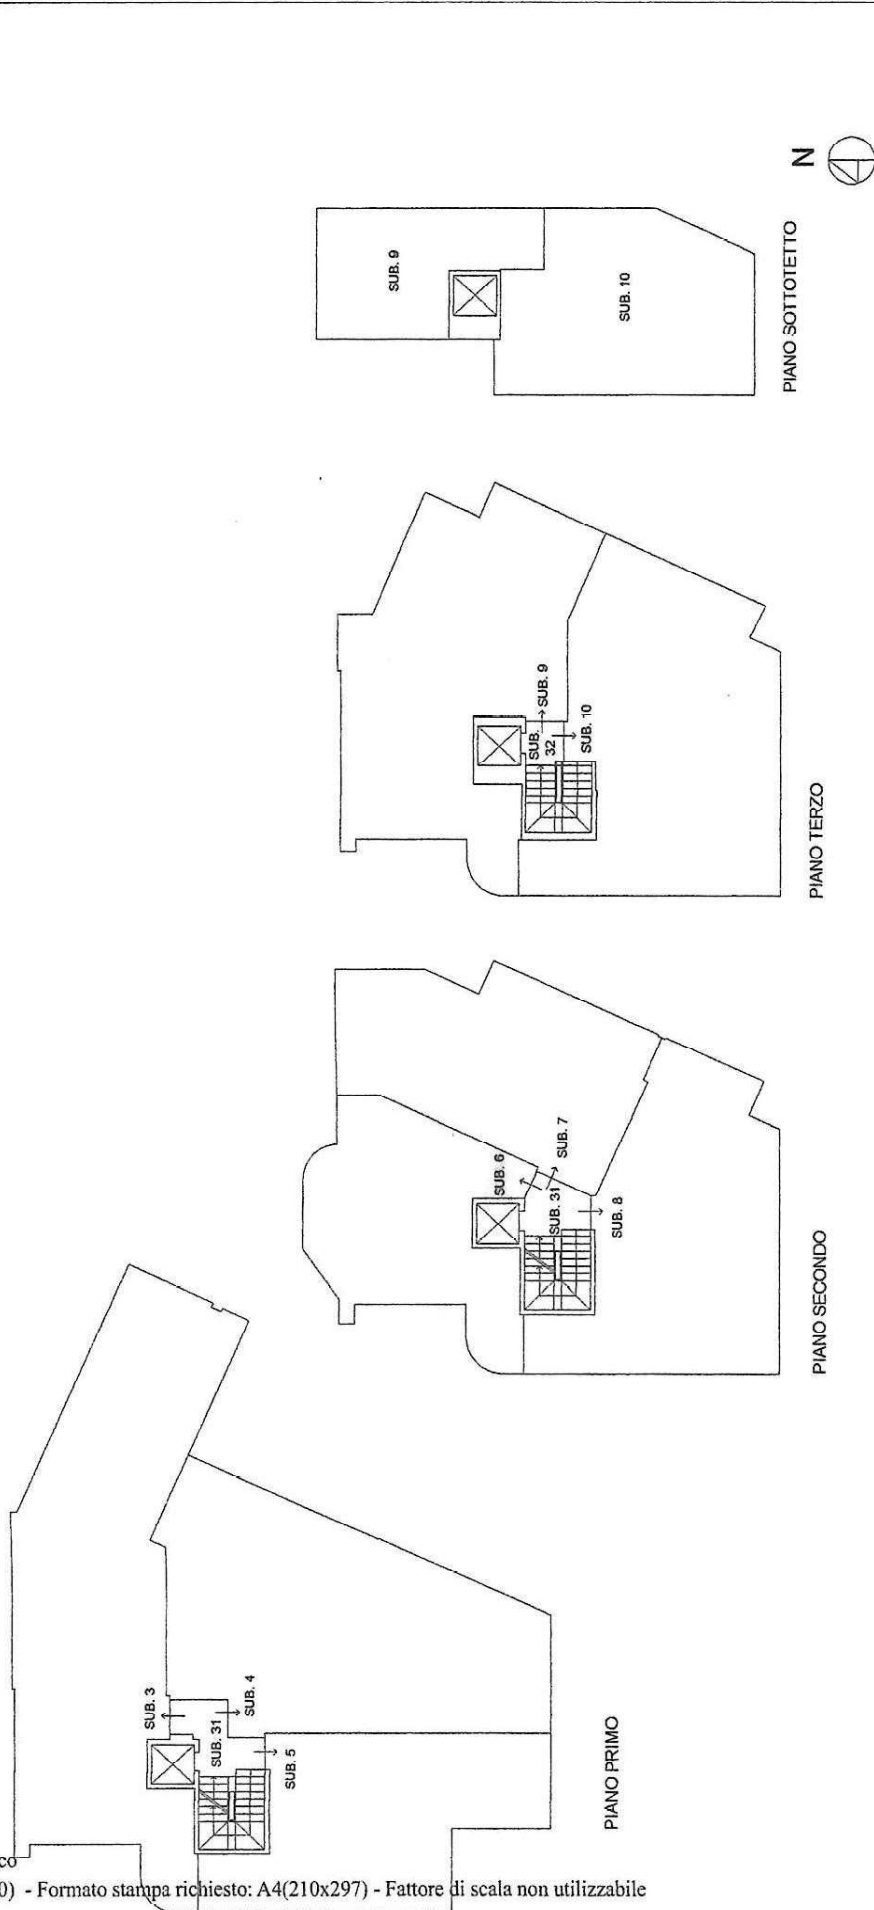 N
SUB. 9
SUB. 10
PIANO SOTTOTETTO
SUB. 9
SUB. 32
SUB. 10
PIANO TERZO
SUB. 6
SUB. 7
SUB. 31
SUB. 8
PIANO SECONDO
SUB. 3
SUB. 4
SUB. 31
SUB. 5
PIANO PRIMO
co
0) - Formato stampa richiesto: A4(210x297) - Fattore di scala non utilizzabile